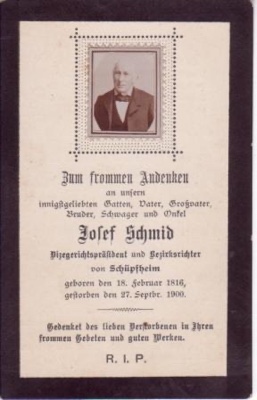 Zum frommen Andenken
an unsern
innigstgeliebten Gatten, Vater, Großvater,
Bruder, Schwager und Onkel
Josef Schmid
Vizegerichtspräsident und Bezirksrichter
von Schüpfheim
geboren den 18. Februar 1816,
gestorben den 27. Septbr. 1900.
Gedenket des lieben Verstorbenen in Ihren
frommen Gebeten und guten Werken.
R. I. P.